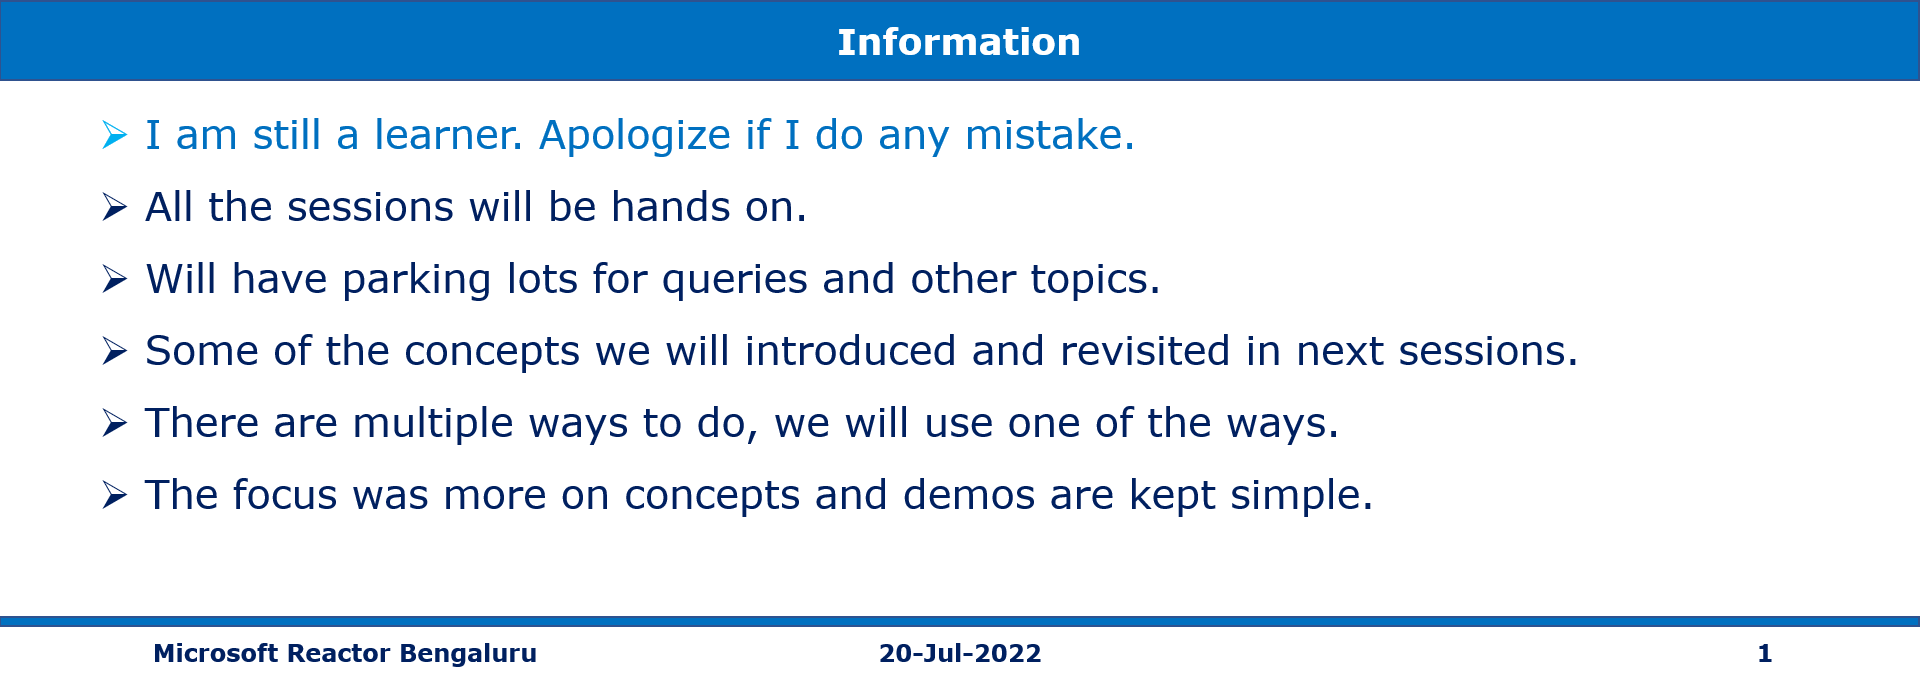 Information
I am still a learner. Apologize if I do any mistake.
All the sessions will be hands on.
Will have parking lots for queries and other topics.
Some of the concepts we will introduced and revisited in next sessions.
There are multiple ways to do, we will use one of the ways.
The focus was more on concepts and demos are kept simple.
Microsoft Reactor Bengaluru 20-Jul-2022 1